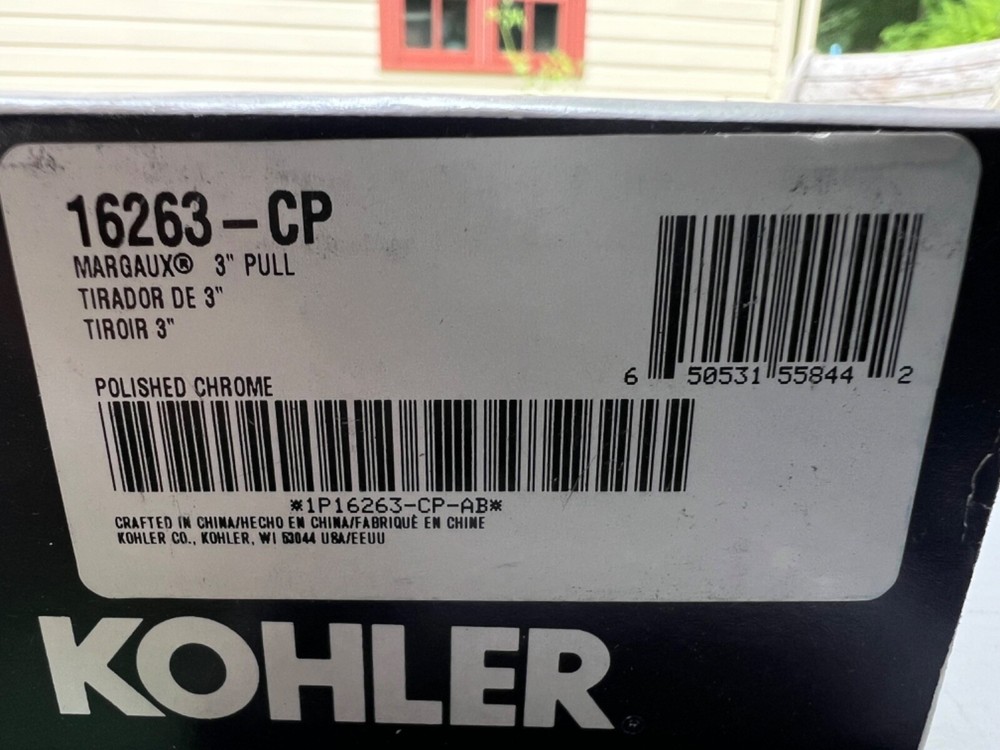 16263-CP
MARGAUX® 3" PULL
TIRADOR DE 3"
TIROIR 3"
6 50531 55844 2
POLISHED CHROME
*1P16263-CP-AB*
CRAFTED IN CHINA/HECHO EN CHINA/FABRIQUÈ EN CHINE
KOHLER CO., KOHLER, WI 53044 USA/EEUU
KOHLER®